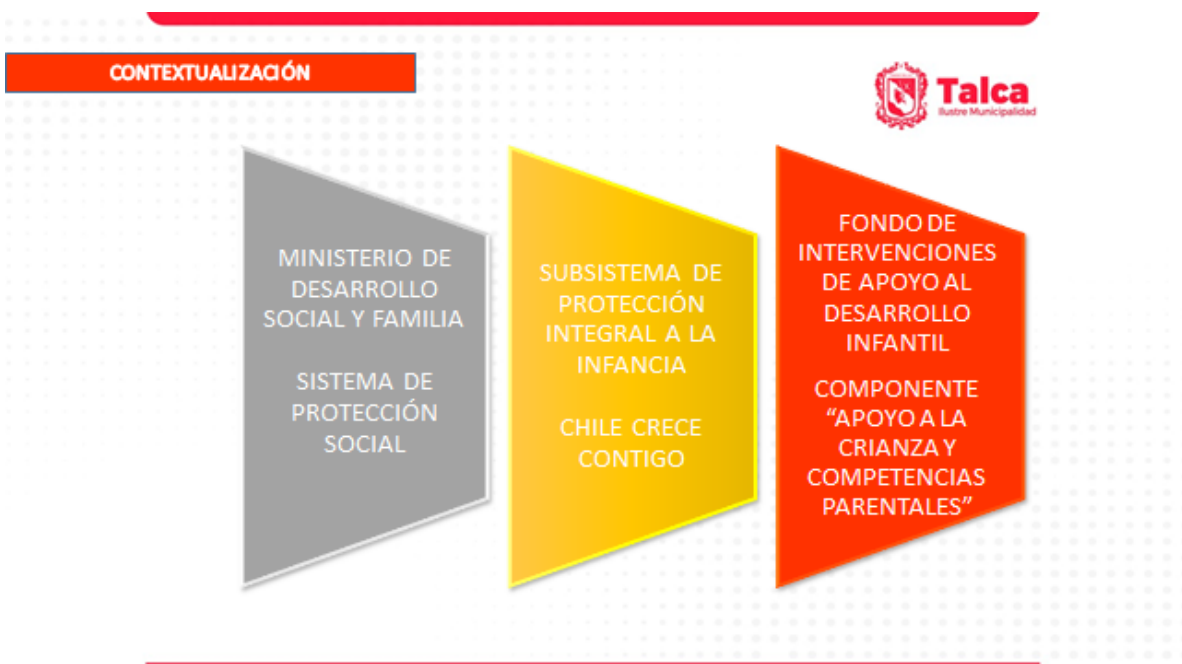 CONTEXTUALIZACIÓN
Talca
Ilustre Municipalidad
MINISTERIO DE
DESARROLLO
SOCIAL Y FAMILIA
SISTEMA DE
PROTECCIÓN
SOCIAL
SUBSISTEMA DE
PROTECCIÓN
INTEGRAL A LA
INFANCIA
CHILE CRECE
CONTIGO
FONDO DE
INTERVENCIONES
DE APOYO AL
DESARROLLO
INFANTIL
COMPONENTE
“APOYO A LA
CRIANZA Y
COMPETENCIAS
PARENTALES”